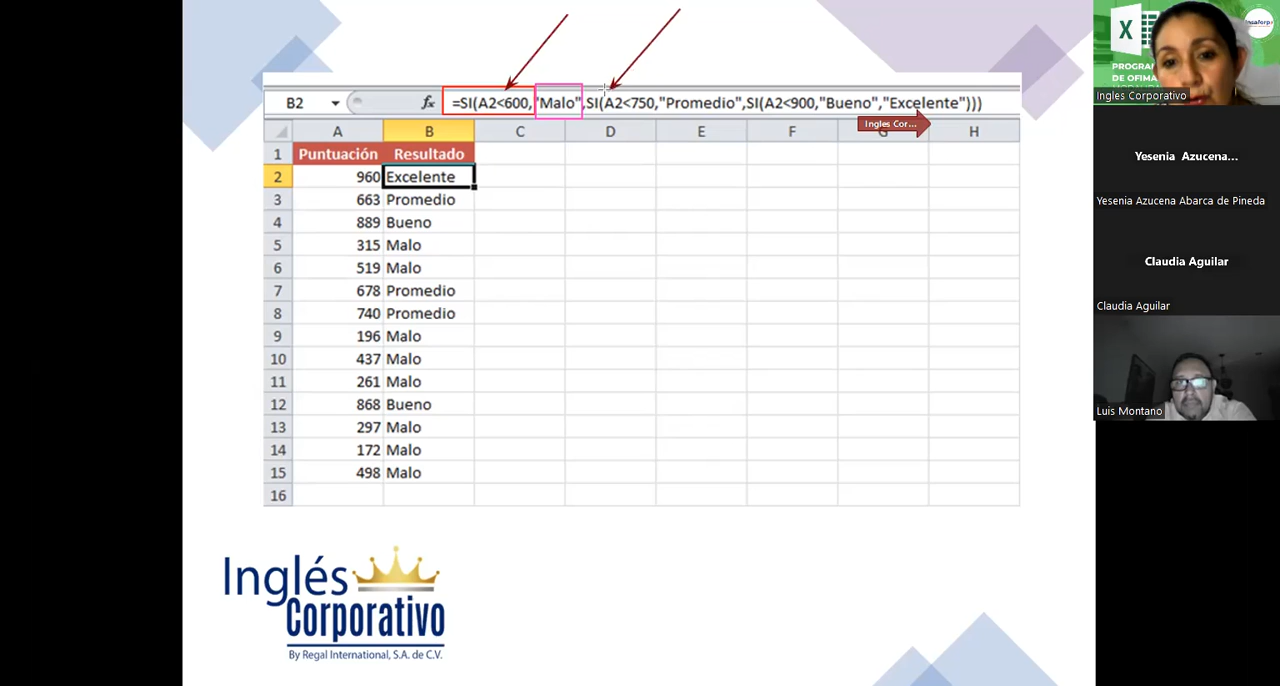 B2 fx =SI(A2<600,"Malo",SI(A2<750,"Promedio",SI(A2<900,"Bueno","Excelente")))
Ingles Cor...
A B C D E F G H
1 Puntuación Resultado
2 960 Excelente
3 663 Promedio
4 889 Bueno
5 315 Malo
6 519 Malo
7 678 Promedio
8 740 Promedio
9 196 Malo
10 437 Malo
11 261 Malo
12 868 Bueno
13 297 Malo
14 172 Malo
15 498 Malo
16
Inglés
Corporativo
By Regal International, S.A. de C.V.
X
PROGRA
DE OFIMA
Inglés Corporativo
Yesenia Azucena...
Yesenia Azucena Abarca de Pineda
Claudia Aguilar
Claudia Aguilar
Luis Montano